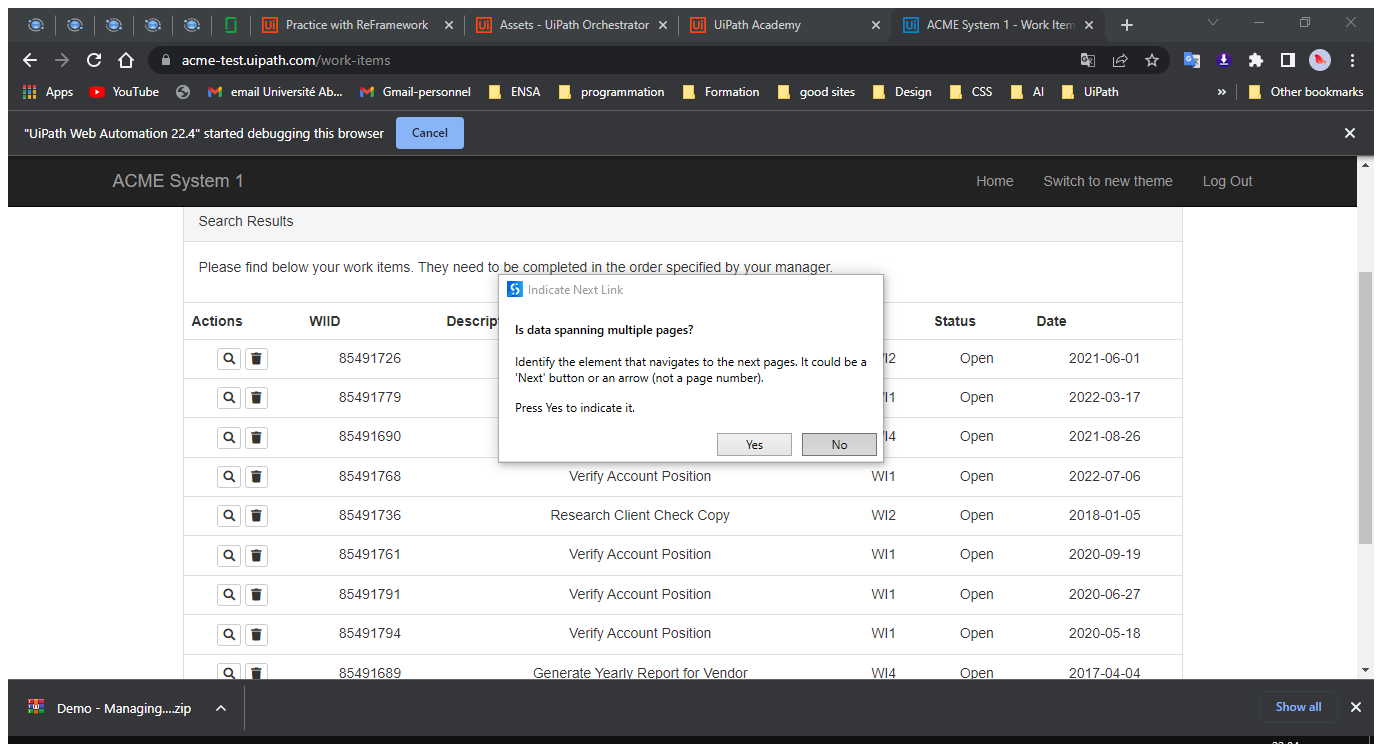 Practice with ReFramework
Assets - UiPath Orchestrator
UiPath Academy
ACME System 1 - Work Item
acme-test.uipath.com/work-items
Apps
YouTube
email Université Ab...
Gmail-personnel
ENSA
programmation
Formation
good sites
Design
CSS
AI
UiPath
»
Other bookmarks
"UiPath Web Automation 22.4" started debugging this browser
Cancel
ACME System 1
Home
Switch to new theme
Log Out
Search Results
Please find below your work items. They need to be completed in the order specified by your manager.
Indicate Next Link
Is data spanning multiple pages?
Identify the element that navigates to the next pages. It could be a
'Next' button or an arrow (not a page number).
Press Yes to indicate it.
Yes No
Actions WIID Descrip Status Date
85491726 I2 Open 2021-06-01
85491779 I1 Open 2022-03-17
85491690 I4 Open 2021-08-26
85491768 Verify Account Position WI1 Open 2022-07-06
85491736 Research Client Check Copy WI2 Open 2018-01-05
85491761 Verify Account Position WI1 Open 2020-09-19
85491791 Verify Account Position WI1 Open 2020-06-27
85491794 Verify Account Position WI1 Open 2020-05-18
85491689 Generate Yearly Report for Vendor WI4 Open 2017-04-04
Demo - Managing....zip
Show all